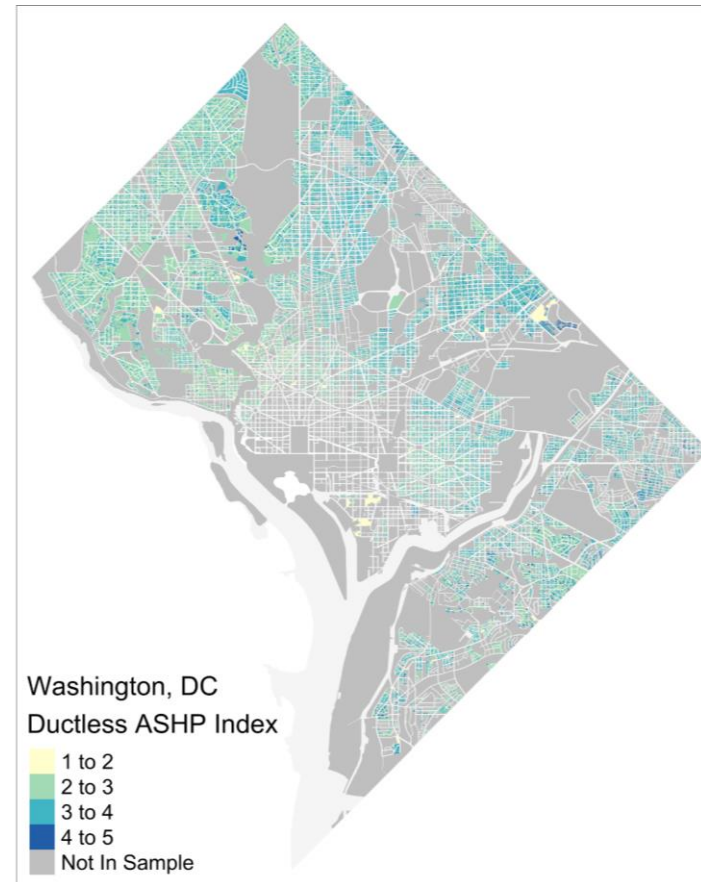 Washington, DC
Ductless ASHP Index
1 to 2
2 to 3
3 to 4
4 to 5
Not In Sample